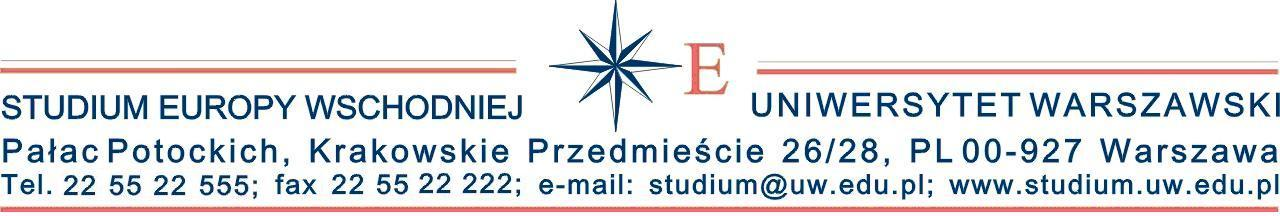 E
STUDIUM EUROPY WSCHODNIEJ UNIWERSYTET WARSZAWSKI
Pałac Potockich, Krakowskie Przedmieście 26/28, PL 00-927 Warszawa
Tel. 22 55 22 555; fax 22 55 22 222; e-mail: studium@uw.edu.pl; www.studium.uw.edu.pl